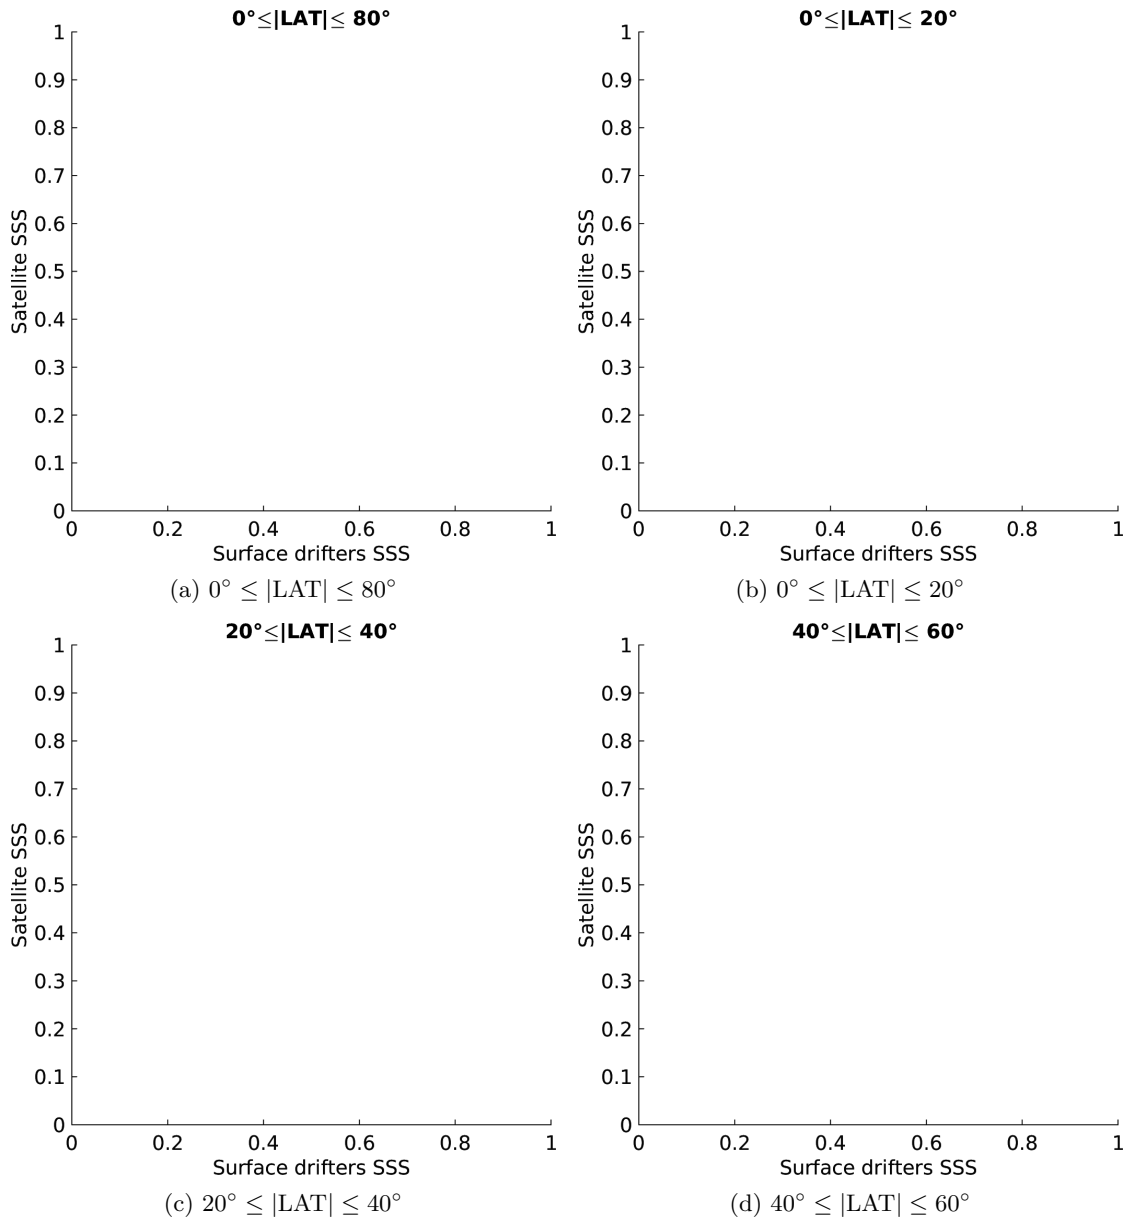 0°≤|LAT|≤ 80°
1
0.9
0.8
0.7
0.6
0.5
0.4
0.3
0.2
0.1
0
Satellite SSS
0 0.2 0.4 0.6 0.8 1
Surface drifters SSS
(a) 0° ≤ |LAT| ≤ 80°
0°≤|LAT|≤ 20°
1
0.9
0.8
0.7
0.6
0.5
0.4
0.3
0.2
0.1
0
Satellite SSS
0 0.2 0.4 0.6 0.8 1
Surface drifters SSS
(b) 0° ≤ |LAT| ≤ 20°
20°≤|LAT|≤ 40°
1
0.9
0.8
0.7
0.6
0.5
0.4
0.3
0.2
0.1
0
Satellite SSS
0 0.2 0.4 0.6 0.8 1
Surface drifters SSS
(c) 20° ≤ |LAT| ≤ 40°
40°≤|LAT|≤ 60°
1
0.9
0.8
0.7
0.6
0.5
0.4
0.3
0.2
0.1
0
Satellite SSS
0 0.2 0.4 0.6 0.8 1
Surface drifters SSS
(d) 40° ≤ |LAT| ≤ 60°